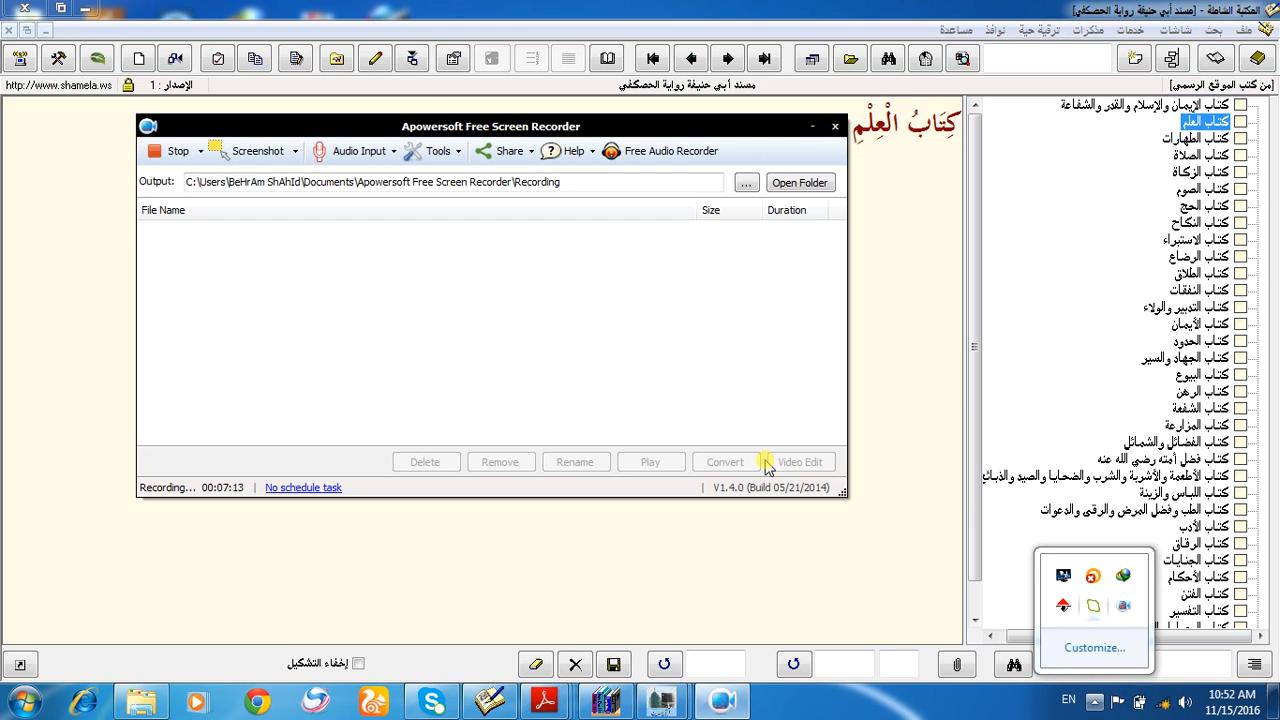 المكتبة الشاملة - [مسند أبي حنيفة رواية الحصكفي]
ملف بحث شاشات خدمات مذكرات ترقية حية نوافذ مساعدة
[من كتب الموقع الرسمي] مسند أبي حنيفة رواية الحصكفي الإصدار : 1 http://www.shamela.ws
كِتَابُ الْعِلْمِ
Apowersoft Free Screen Recorder
Stop Screenshot Audio Input Tools Share Help Free Audio Recorder
Output: C:\Users\BeHrAm ShAhId\Documents\Apowersoft Free Screen Recorder\Recording ... Open Folder
File Name Size Duration
Delete Remove Rename Play Convert Video Edit
Recording... 00:07:13 | No schedule task | V1.4.0 (Build 05/21/2014)
كتاب الإيمان والإسلام والقدر والشفاعة
كتاب العلم
كتاب الطهارات
كتاب الصلاة
كتاب الزكاة
كتاب الصوم
كتاب الحج
كتاب النكاح
كتاب الاستبراء
كتاب الرضاع
كتاب الطلاق
كتاب النفقات
كتاب التدبير والولاء
كتاب الأيمان
كتاب الحدود
كتاب الجهاد والسير
كتاب البيوع
كتاب الرهن
كتاب الشفعة
كتاب المزارعة
كتاب الفضائل والشمائل
كتاب فضل أمته رضي الله عنه
كتاب الأطعمة والأشربة والشرب والضحايا والصيد والذبائح
كتاب اللباس والزينة
كتاب الطب وفضل المرض والرقى والدعوات
كتاب الأدب
كتاب الرقاق
كتاب الجنايات
كتاب الأحكام
كتاب الفتن
كتاب التفسير
Customize...
إخفاء التشكيل
EN 10:52 AM
11/15/2016